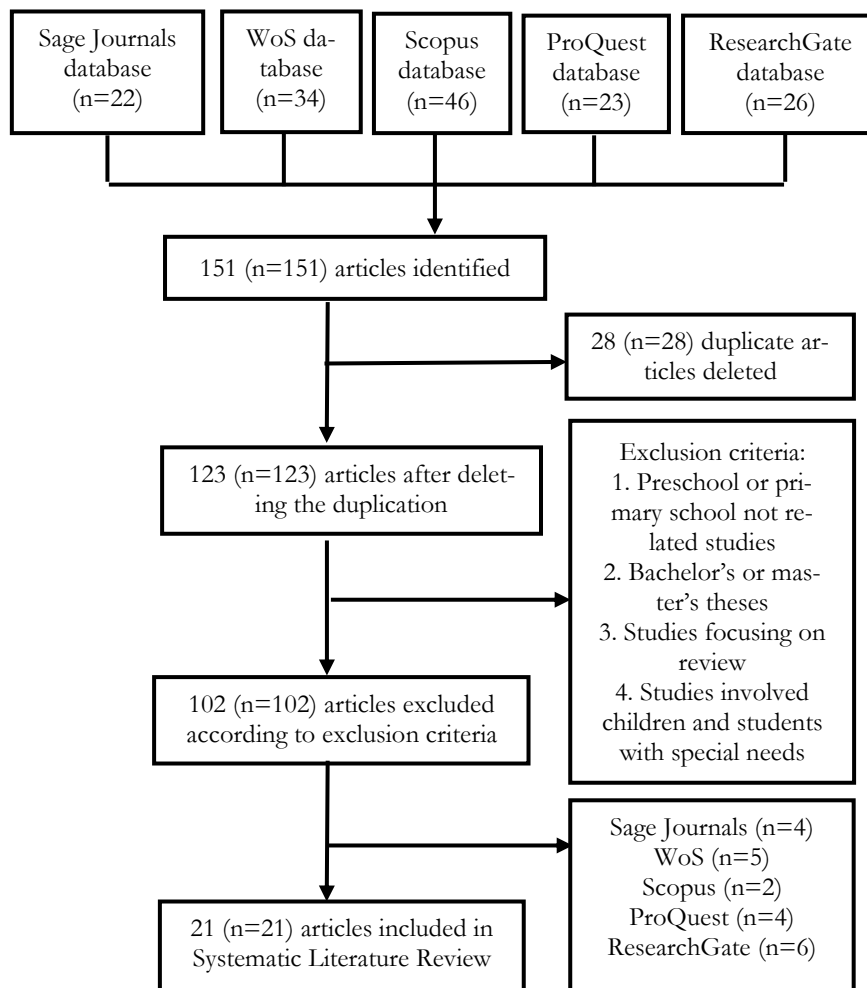 Sage Journals
database
(n=22)
WoS da-
tabase
(n=34)
Scopus
database
(n=46)
ProQuest
database
(n=23)
ResearchGate
database
(n=26)
151 (n=151) articles identified
28 (n=28) duplicate ar-
ticles deleted
123 (n=123) articles after delet-
ing the duplication
Exclusion criteria:
1. Preschool or pri-
mary school not re-
lated studies
2. Bachelor’s or mas-
ter’s theses
3. Studies focusing on
review
4. Studies involved
children and students
with special needs
102 (n=102) articles excluded
according to exclusion criteria
Sage Journals (n=4)
WoS (n=5)
Scopus (n=2)
ProQuest (n=4)
ResearchGate (n=6)
21 (n=21) articles included in
Systematic Literature Review